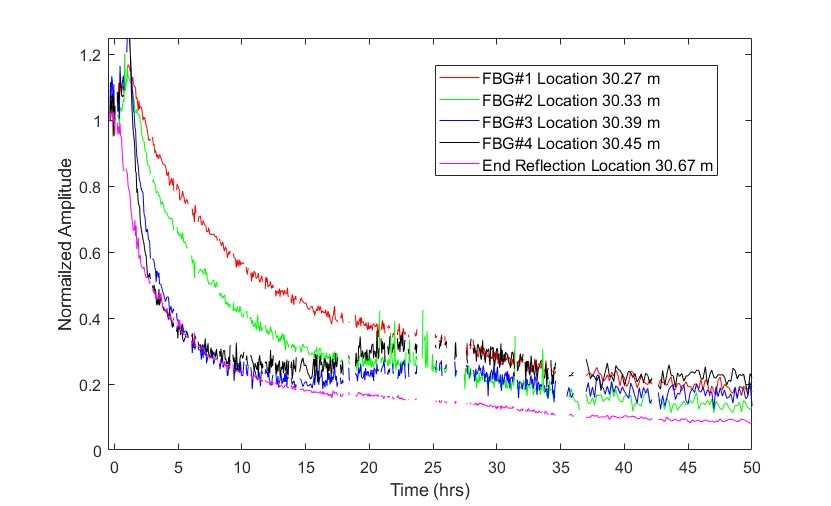 1.2
1
0.8
0.6
0.4
0.2
0
Normailzed Amplitude
FBG#1 Location 30.27 m
FBG#2 Location 30.33 m
FBG#3 Location 30.39 m
FBG#4 Location 30.45 m
End Reflection Location 30.67 m
0 5 10 15 20 25 30 35 40 45 50
Time (hrs)